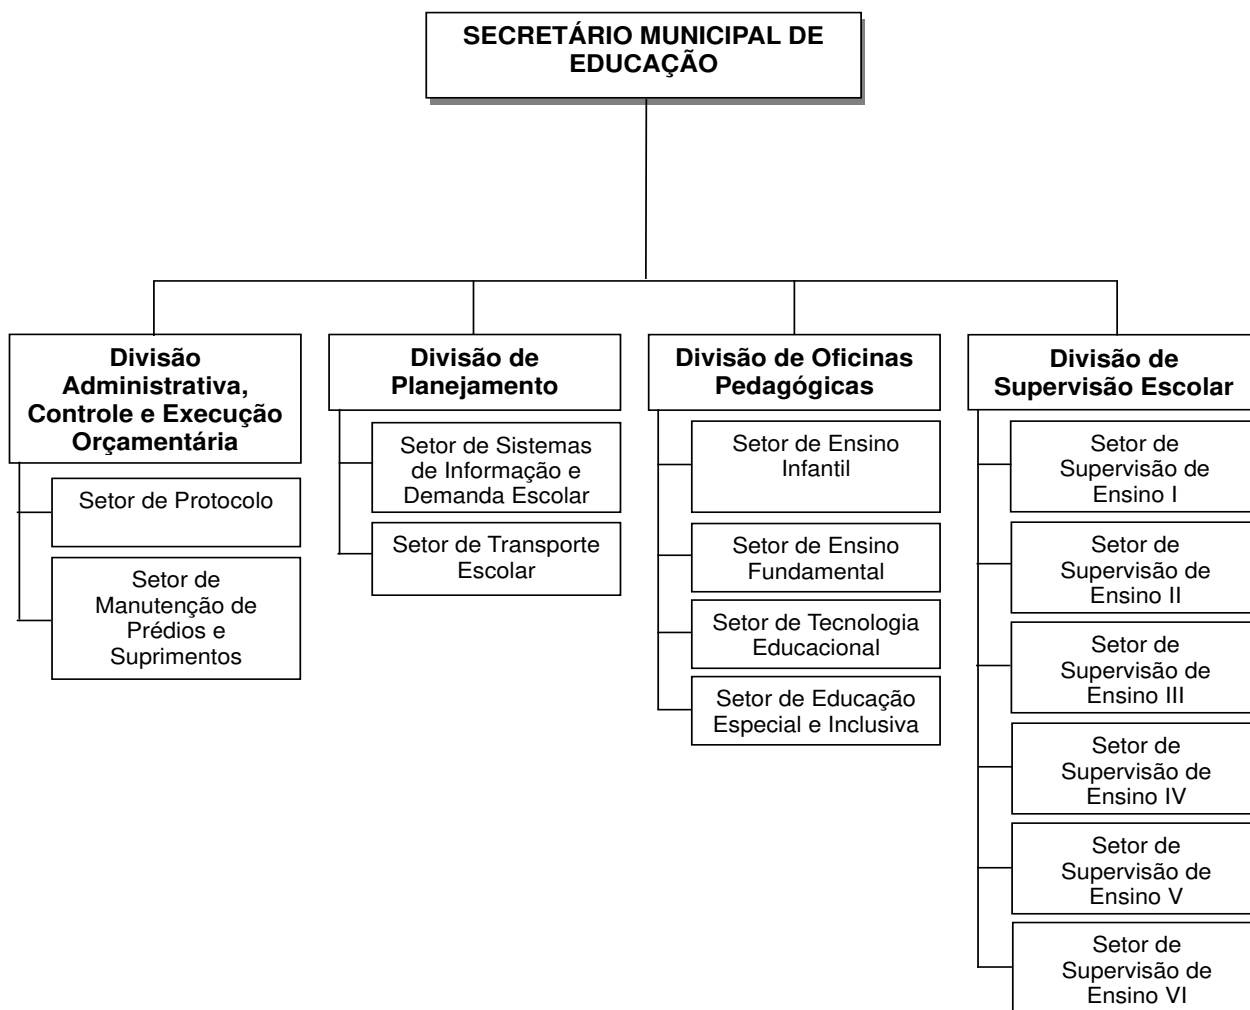 SECRETÁRIO MUNICIPAL DE
EDUCAÇÃO
Divisão
Administrativa,
Controle e Execução
Orçamentária
Setor de Protocolo
Setor de
Manutenção de
Prédios e
Suprimentos
Divisão de
Planejamento
Setor de Sistemas
de Informação e
Demanda Escolar
Setor de Transporte
Escolar
Divisão de Oficinas
Pedagógicas
Setor de Ensino
Infantil
Setor de Ensino
Fundamental
Setor de Tecnologia
Educacional
Setor de Educação
Especial e Inclusiva
Divisão de
Supervisão Escolar
Setor de
Supervisão de
Ensino I
Setor de
Supervisão de
Ensino II
Setor de
Supervisão de
Ensino III
Setor de
Supervisão de
Ensino IV
Setor de
Supervisão de
Ensino V
Setor de
Supervisão de
Ensino VI